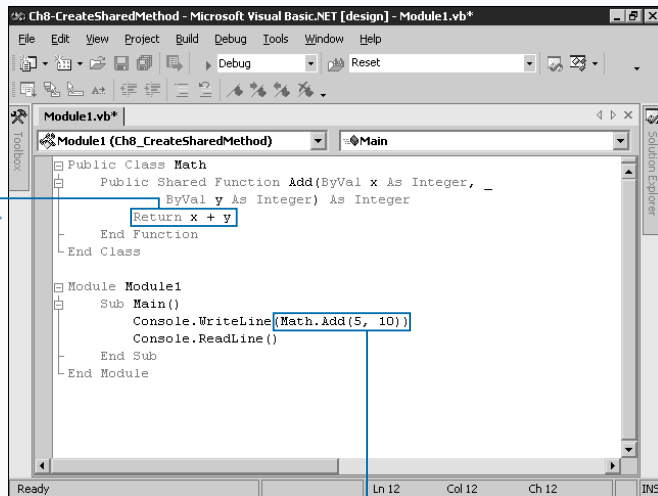 Ch8-CreateSharedMethod - Microsoft Visual Basic.NET [design] - Module1.vb*
File Edit View Project Build Debug Tools Window Help
Debug Reset
Module1.vb*
Toolbox
Module1 (Ch8_CreateSharedMethod) Main
Solution Explorer
Public Class Math
Public Shared Function Add(ByVal x As Integer, _
ByVal y As Integer) As Integer
Return x + y
End Function
End Class
Module Module1
Sub Main()
Console.WriteLine(Math.Add(5, 10))
Console.ReadLine()
End Sub
End Module
Ready Ln 12 Col 12 Ch 12 INS